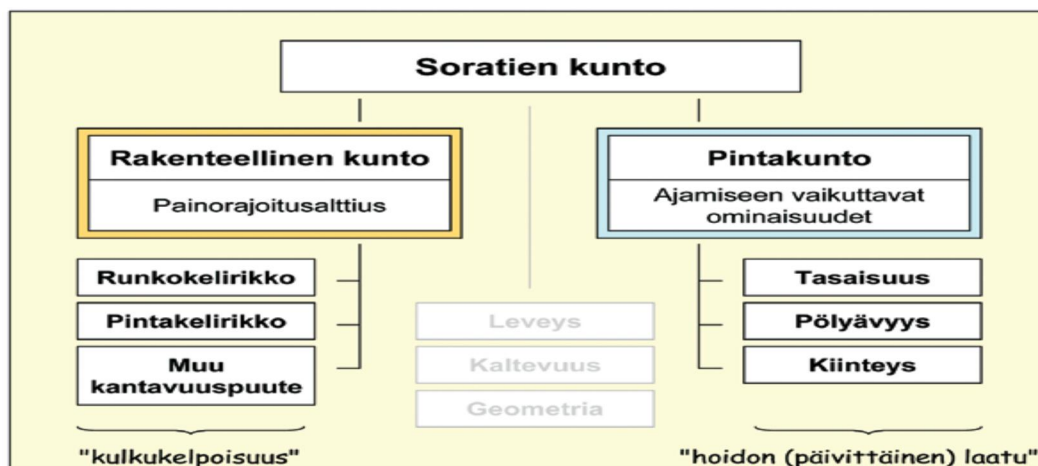 Soratien kunto
Rakenteellinen kunto
Painorajoitusalttius
Runkokelirikko
Pintakelirikko
Muu
kantavuuspuute
"kulkukelpoisuus"
Leveys
Kaltevuus
Geometria
Pintakunto
Ajamiseen vaikuttavat
ominaisuudet
Tasaisuus
Pölyävyys
Kiinteys
"hoidon (päivittäinen) laatu"